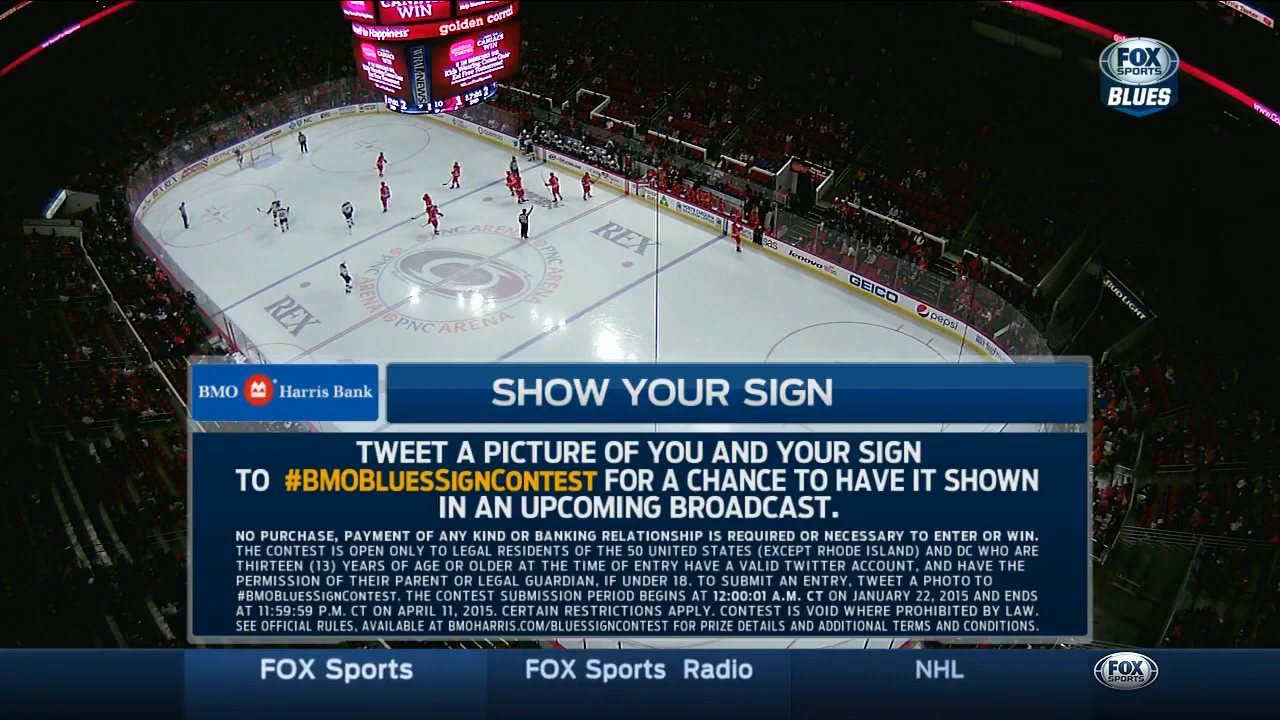 WIN
golden corral
WIN
FOX
SPORTS
BLUES
REX
PNC ARENA
PNC ARENA
PNC ARENA
PNC ARENA
REX
sas
lenovo
GEICO
pepsi
BUD LIGHT
BMO Harris Bank
SHOW YOUR SIGN
TWEET A PICTURE OF YOU AND YOUR SIGN
TO #BMOBLUESSIGNCONTEST FOR A CHANCE TO HAVE IT SHOWN
IN AN UPCOMING BROADCAST.
NO PURCHASE, PAYMENT OF ANY KIND OR BANKING RELATIONSHIP IS REQUIRED OR NECESSARY TO ENTER OR WIN.
THE CONTEST IS OPEN ONLY TO LEGAL RESIDENTS OF THE 50 UNITED STATES (EXCEPT RHODE ISLAND) AND DC WHO ARE
THIRTEEN (13) YEARS OF AGE OR OLDER AT THE TIME OF ENTRY HAVE A VALID TWITTER ACCOUNT, AND HAVE THE
PERMISSION OF THEIR PARENT OR LEGAL GUARDIAN, IF UNDER 18. TO SUBMIT AN ENTRY, TWEET A PHOTO TO
#BMOBLUESSIGNCONTEST. THE CONTEST SUBMISSION PERIOD BEGINS AT 12:00:01 A.M. CT ON JANUARY 22, 2015 AND ENDS
AT 11:59:59 P.M. CT ON APRIL 11, 2015. CERTAIN RESTRICTIONS APPLY. CONTEST IS VOID WHERE PROHIBITED BY LAW.
SEE OFFICIAL RULES, AVAILABLE AT BMOHARRIS.COM/BLUESSIGNCONTEST FOR PRIZE DETAILS AND ADDITIONAL TERMS AND CONDITIONS.
FOX Sports
FOX Sports Radio
NHL
FOX
SPORTS